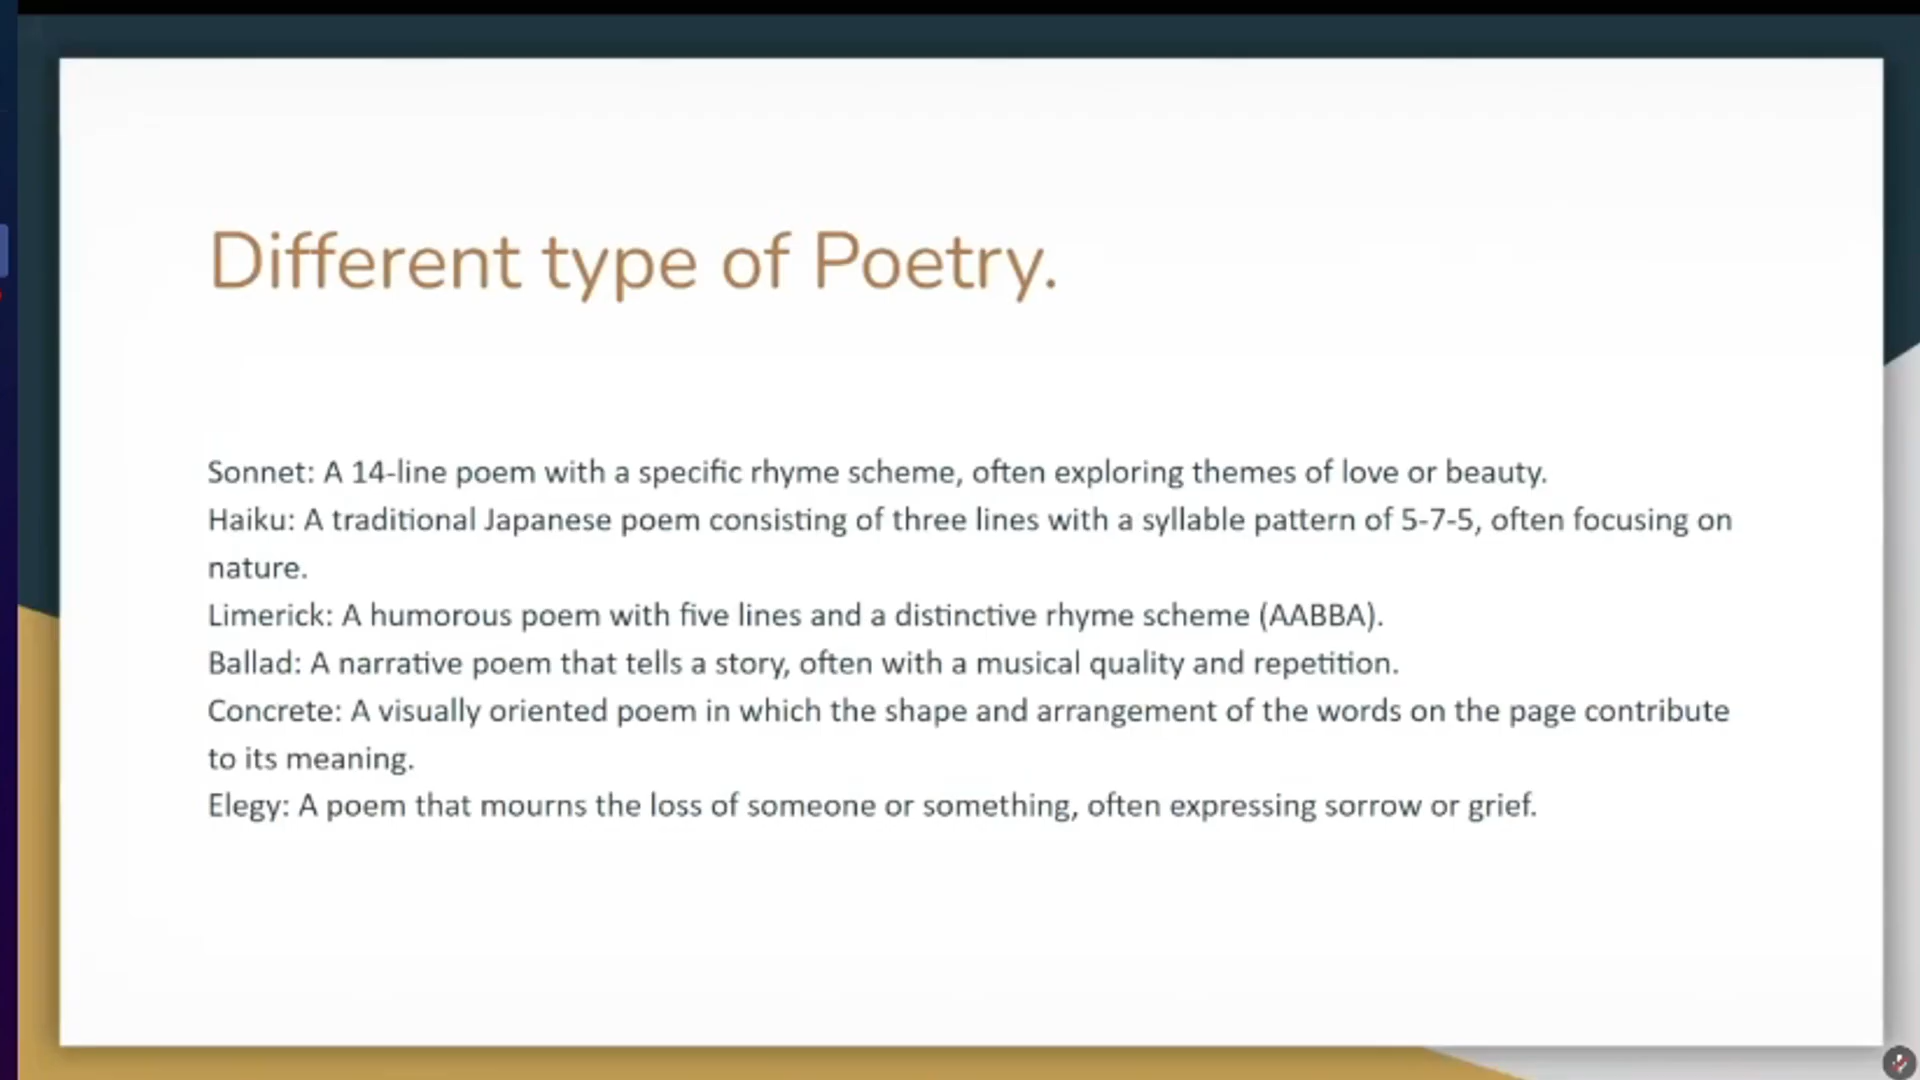 Different type of Poetry.
Sonnet: A 14-line poem with a specific rhyme scheme, often exploring themes of love or beauty.
Haiku: A traditional Japanese poem consisting of three lines with a syllable pattern of 5-7-5, often focusing on
nature.
Limerick: A humorous poem with five lines and a distinctive rhyme scheme (AABBA).
Ballad: A narrative poem that tells a story, often with a musical quality and repetition.
Concrete: A visually oriented poem in which the shape and arrangement of the words on the page contribute
to its meaning.
Elegy: A poem that mourns the loss of someone or something, often expressing sorrow or grief.